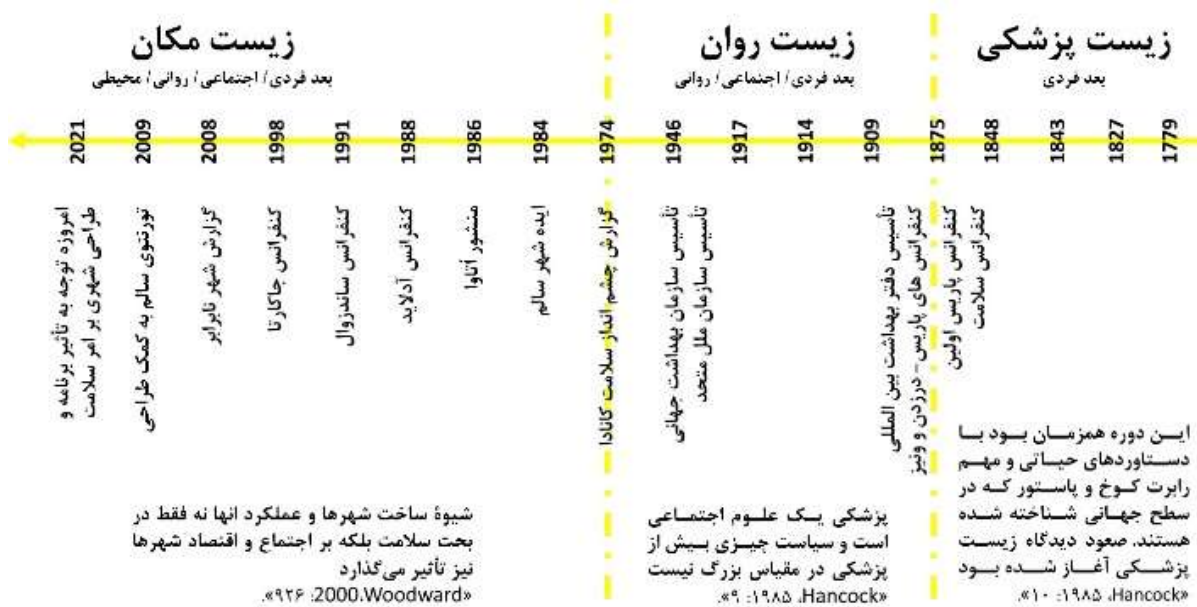 زیست پزشکی
بعد فردی
زیست روان
بعد فردی/ اجتماعی/ روانی
زیست مکان
بعد فردی/ اجتماعی/ روانی/ محیطی
1779
1827
1843
1848
1875
1909
1914
1917
1946
1974
1984
1986
1988
1991
1998
2008
2009
2021
کنفرانس پاریس اولین
کنفرانس سلامت
تأسیس دفتر بهداشت بین المللی
کنفرانس های پاریس- درزدن و ونیز
تأسیس سازمان بهداشت جهانی
تأسیس سازمان ملل متحد
گزارش چشم انداز سلامت کانادا
ایده شهر سالم
منشور أتاوا
کنفرانس آدلاید
کنفرانس ساندزوال
کنفرانس جاکارتا
گزارش شهر نابرابر
تورنتوی سالم به کمک طراحی
امروزه توجه به تأثیر برنامه و
طراحی شهری بر امر سلامت
این دوره همزمان بود با
دستاوردهای حیاتی و مهم
رابرت کوخ و پاستور که در
سطح جهانی شناخته شده
هستند. صعود دیدگاه زیست
پزشکی آغاز شده بود
«Hancock، ۱۹۸۵: ۱۰».
پزشکی یک علوم اجتماعی
است و سیاست چیزی بیش از
پزشکی در مقیاس بزرگ نیست
«Hancock، ۱۹۸۵: ۹».
شیوۀ ساخت شهرها و عملکرد انها نه فقط در
بحت سلامت بلکه بر اجتماع و اقتصاد شهرها
نیز تأثیر می‌گذارد
«Woodward،2000: ۹۲۶».